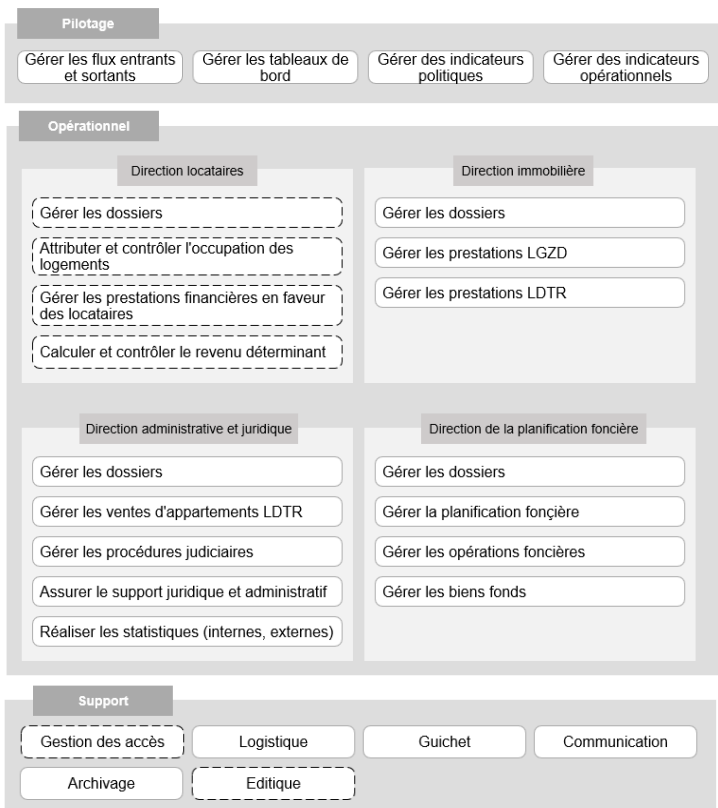 Pilotage
Gérer les flux entrants
et sortants
Gérer les tableaux de
bord
Gérer des indicateurs
politiques
Gérer des indicateurs
opérationnels
Opérationnel
Direction locataires
Gérer les dossiers
Attributer et contrôler l'occupation des
logements
Gérer les prestations financières en faveur
des locataires
Calculer et contrôler le revenu déterminant
Direction immobilière
Gérer les dossiers
Gérer les prestations LGZD
Gérer les prestations LDTR
Direction administrative et juridique
Gérer les dossiers
Gérer les ventes d'appartements LDTR
Gérer les procédures judiciaires
Assurer le support juridique et administratif
Réaliser les statistiques (internes, externes)
Direction de la planification foncière
Gérer les dossiers
Gérer la planification fonçière
Gérer les opérations foncières
Gérer les biens fonds
Support
Gestion des accès
Logistique
Guichet
Communication
Archivage
Editique